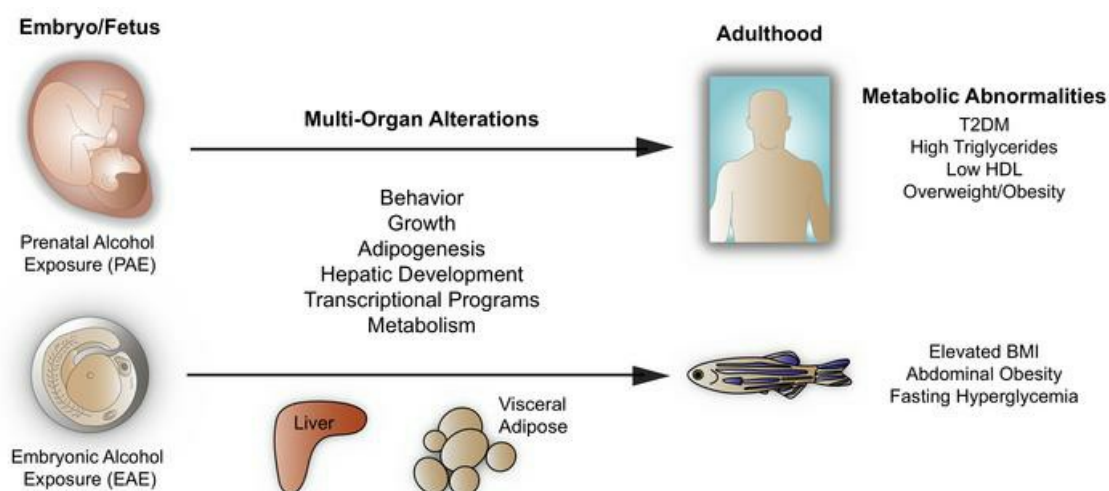 Embryo/Fetus
Prenatal Alcohol
Exposure (PAE)
Multi-Organ Alterations
Behavior
Growth
Adipogenesis
Hepatic Development
Transcriptional Programs
Metabolism
Adulthood
Metabolic Abnormalities
T2DM
High Triglycerides
Low HDL
Overweight/Obesity
Embryonic Alcohol
Exposure (EAE)
Liver
Visceral
Adipose
Elevated BMI
Abdominal Obesity
Fasting Hyperglycemia